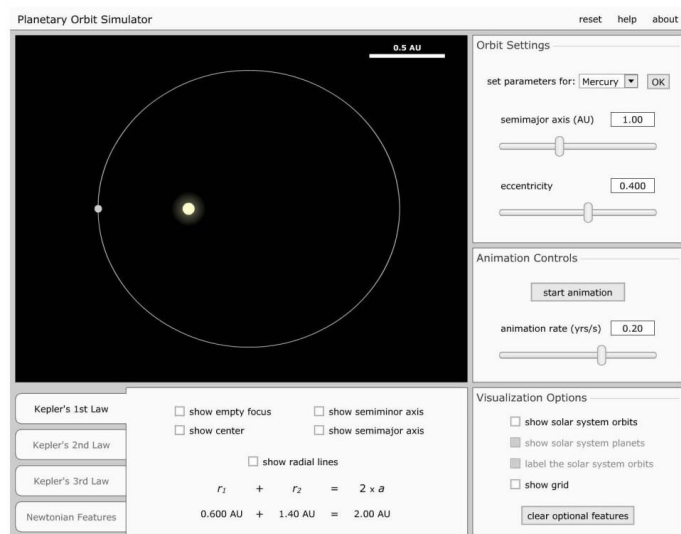 Planetary Orbit Simulator
reset help about
0.5 AU
Orbit Settings
set parameters for: Mercury OK
semimajor axis (AU) 1.00
eccentricity 0.400
Animation Controls
start animation
animation rate (yrs/s) 0.20
Kepler's 1st Law
Kepler's 2nd Law
Kepler's 3rd Law
Newtonian Features
show empty focus show semiminor axis
show center show semimajor axis
show radial lines
r₁ + r₂ = 2 x a
0.600 AU + 1.40 AU = 2.00 AU
Visualization Options
show solar system orbits
show solar system planets
label the solar system orbits
show grid
clear optional features